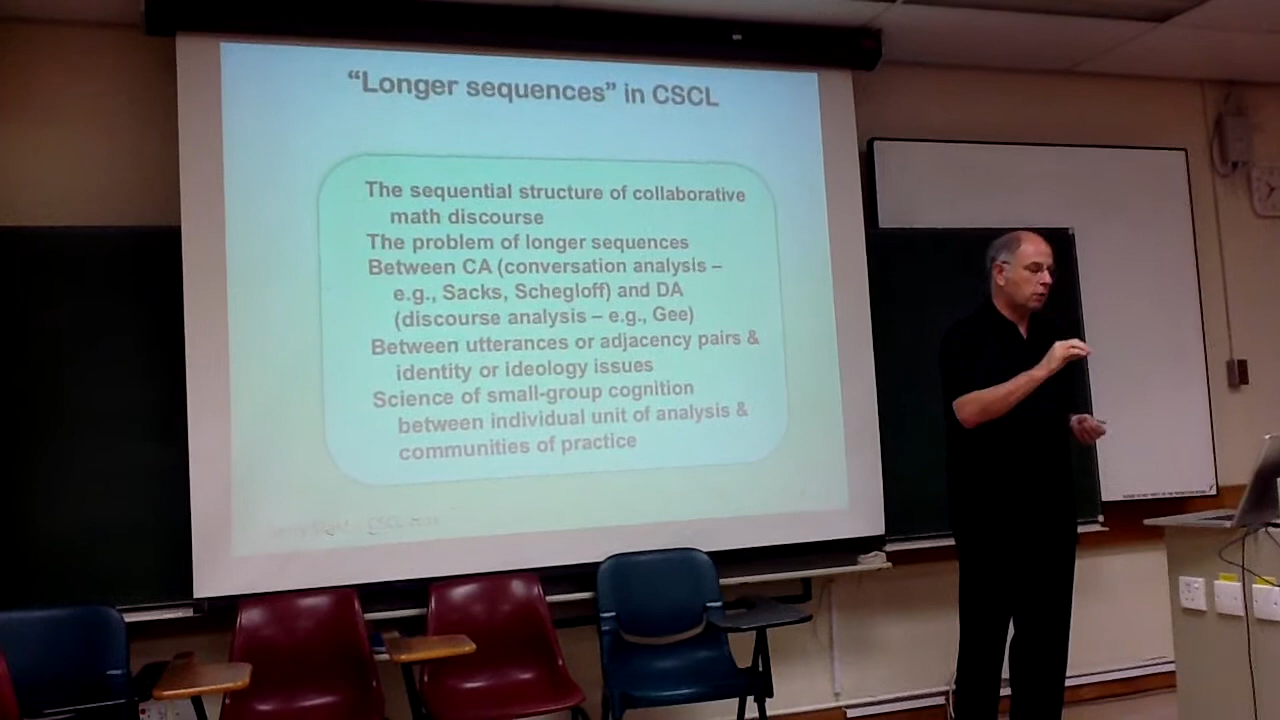 “Longer sequences” in CSCL
The sequential structure of collaborative
math discourse
The problem of longer sequences
Between CA (conversation analysis –
e.g., Sacks, Schegloff) and DA
(discourse analysis – e.g., Gee)
Between utterances or adjacency pairs &
identity or ideology issues
Science of small-group cognition
between individual unit of analysis &
communities of practice
CSCL